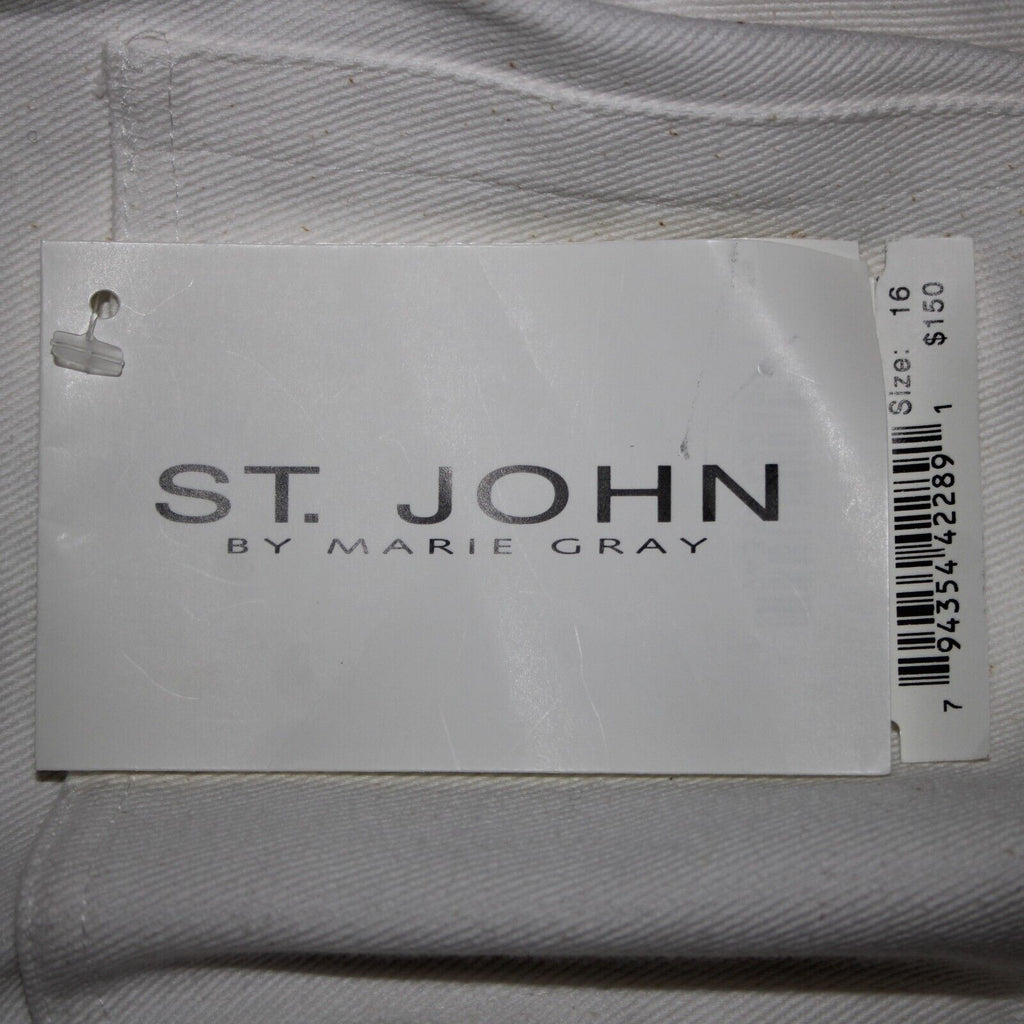 ST. JOHN
BY MARIE GRAY
Size: 16
$150
7 94354 42289 1